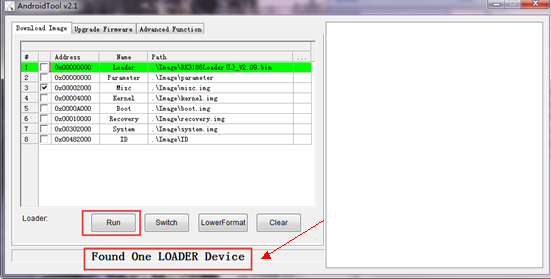 AndroidTool v2.1
Download Image Upgrade Firmware Advanced Function
# Address Name Path ...
1 0x00000000 Loader .\Image\RK3188Loader(L)_V2.09.bin
2 0x00000000 Parameter .\Image\parameter
3 0x00002000 Misc .\Image\misc.img
4 0x00004000 Kernel .\Image\kernel.img
5 0x0000A000 Boot .\Image\boot.img
6 0x00010000 Recovery .\Image\recovery.img
7 0x00302000 System .\Image\system.img
8 0x00482000 ID .\Image\ID
Loader: Run Switch LowerFormat Clear
Found One LOADER Device